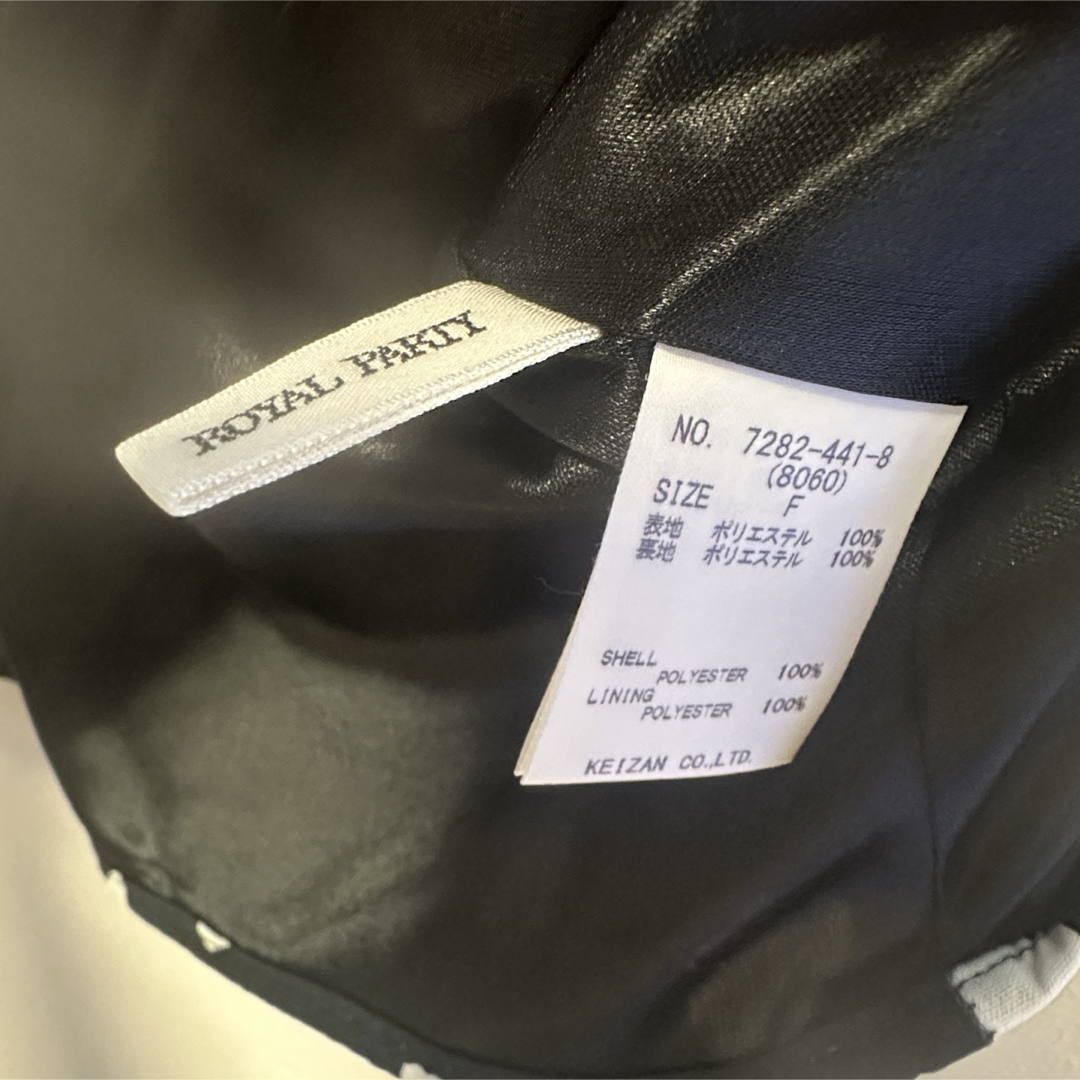 ROYAL PARTY
NO. 7282-441-8
(8060)
SIZE F
表地 ポリエステル 100%
裏地 ポリエステル 100%
SHELL
POLYESTER 100%
LINING
POLYESTER 100%
KEIZAN CO.,LTD.